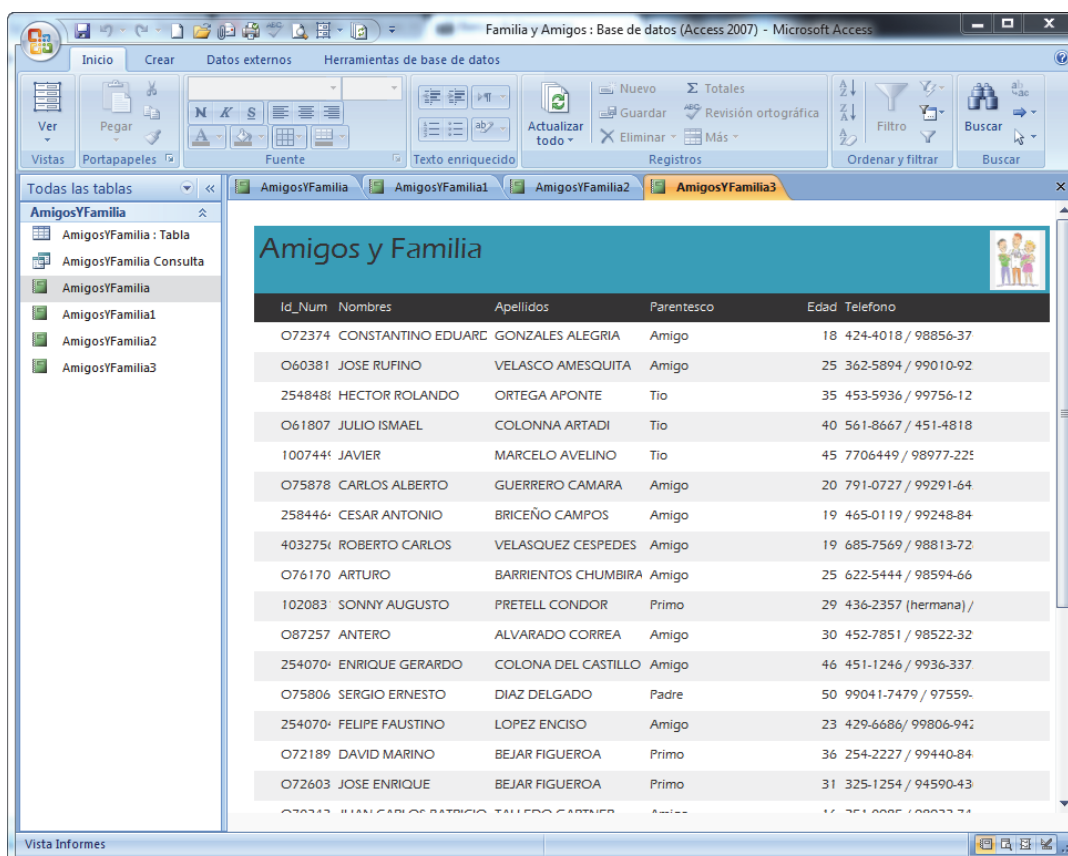 Familia y Amigos : Base de datos (Access 2007) - Microsoft Access
Inicio Crear Datos externos Herramientas de base de datos
Ver Pegar N K S Actualizar todo Nuevo Guardar Eliminar Σ Totales Revisión ortográfica Más Filtro Buscar
Vistas Portapapeles Fuente Texto enriquecido Registros Ordenar y filtrar Buscar
Todas las tablas AmigosYFamilia AmigosYFamilia1 AmigosYFamilia2 AmigosYFamilia3
AmigosYFamilia
AmigosYFamilia : Tabla
AmigosYFamilia Consulta
AmigosYFamilia
AmigosYFamilia1
AmigosYFamilia2
AmigosYFamilia3
Amigos y Familia
Id_Num Nombres Apellidos Parentesco Edad Telefono
O72374 CONSTANTINO EDUARD GONZALES ALEGRIA Amigo 18 424-4018 / 98856-37
O60381 JOSE RUFINO VELASCO AMESQUITA Amigo 25 362-5894 / 99010-92
254848 HECTOR ROLANDO ORTEGA APONTE Tio 35 453-5936 / 99756-12
O61807 JULIO ISMAEL COLONNA ARTADI Tio 40 561-8667 / 451-4818
100744 JAVIER MARCELO AVELINO Tio 45 7706449 / 98977-225
O75878 CARLOS ALBERTO GUERRERO CAMARA Amigo 20 791-0727 / 99291-64
258446 CESAR ANTONIO BRICEÑO CAMPOS Amigo 19 465-0119 / 99248-84
403275 ROBERTO CARLOS VELASQUEZ CESPEDES Amigo 19 685-7569 / 98813-72
O76170 ARTURO BARRIENTOS CHUMBIRA Amigo 25 622-5444 / 98594-66
102083 SONNY AUGUSTO PRETELL CONDOR Primo 29 436-2357 (hermana) /
O87257 ANTERO ALVARADO CORREA Amigo 30 452-7851 / 98522-32
254070 ENRIQUE GERARDO COLONA DEL CASTILLO Amigo 46 451-1246 / 9936-337
O75806 SERGIO ERNESTO DIAZ DELGADO Padre 50 99041-7479 / 97559-
254070 FELIPE FAUSTINO LOPEZ ENCISO Amigo 23 429-6686/ 99806-942
O72189 DAVID MARINO BEJAR FIGUEROA Primo 36 254-2227 / 99440-84
O72603 JOSE ENRIQUE BEJAR FIGUEROA Primo 31 325-1254 / 94590-43
Vista Informes